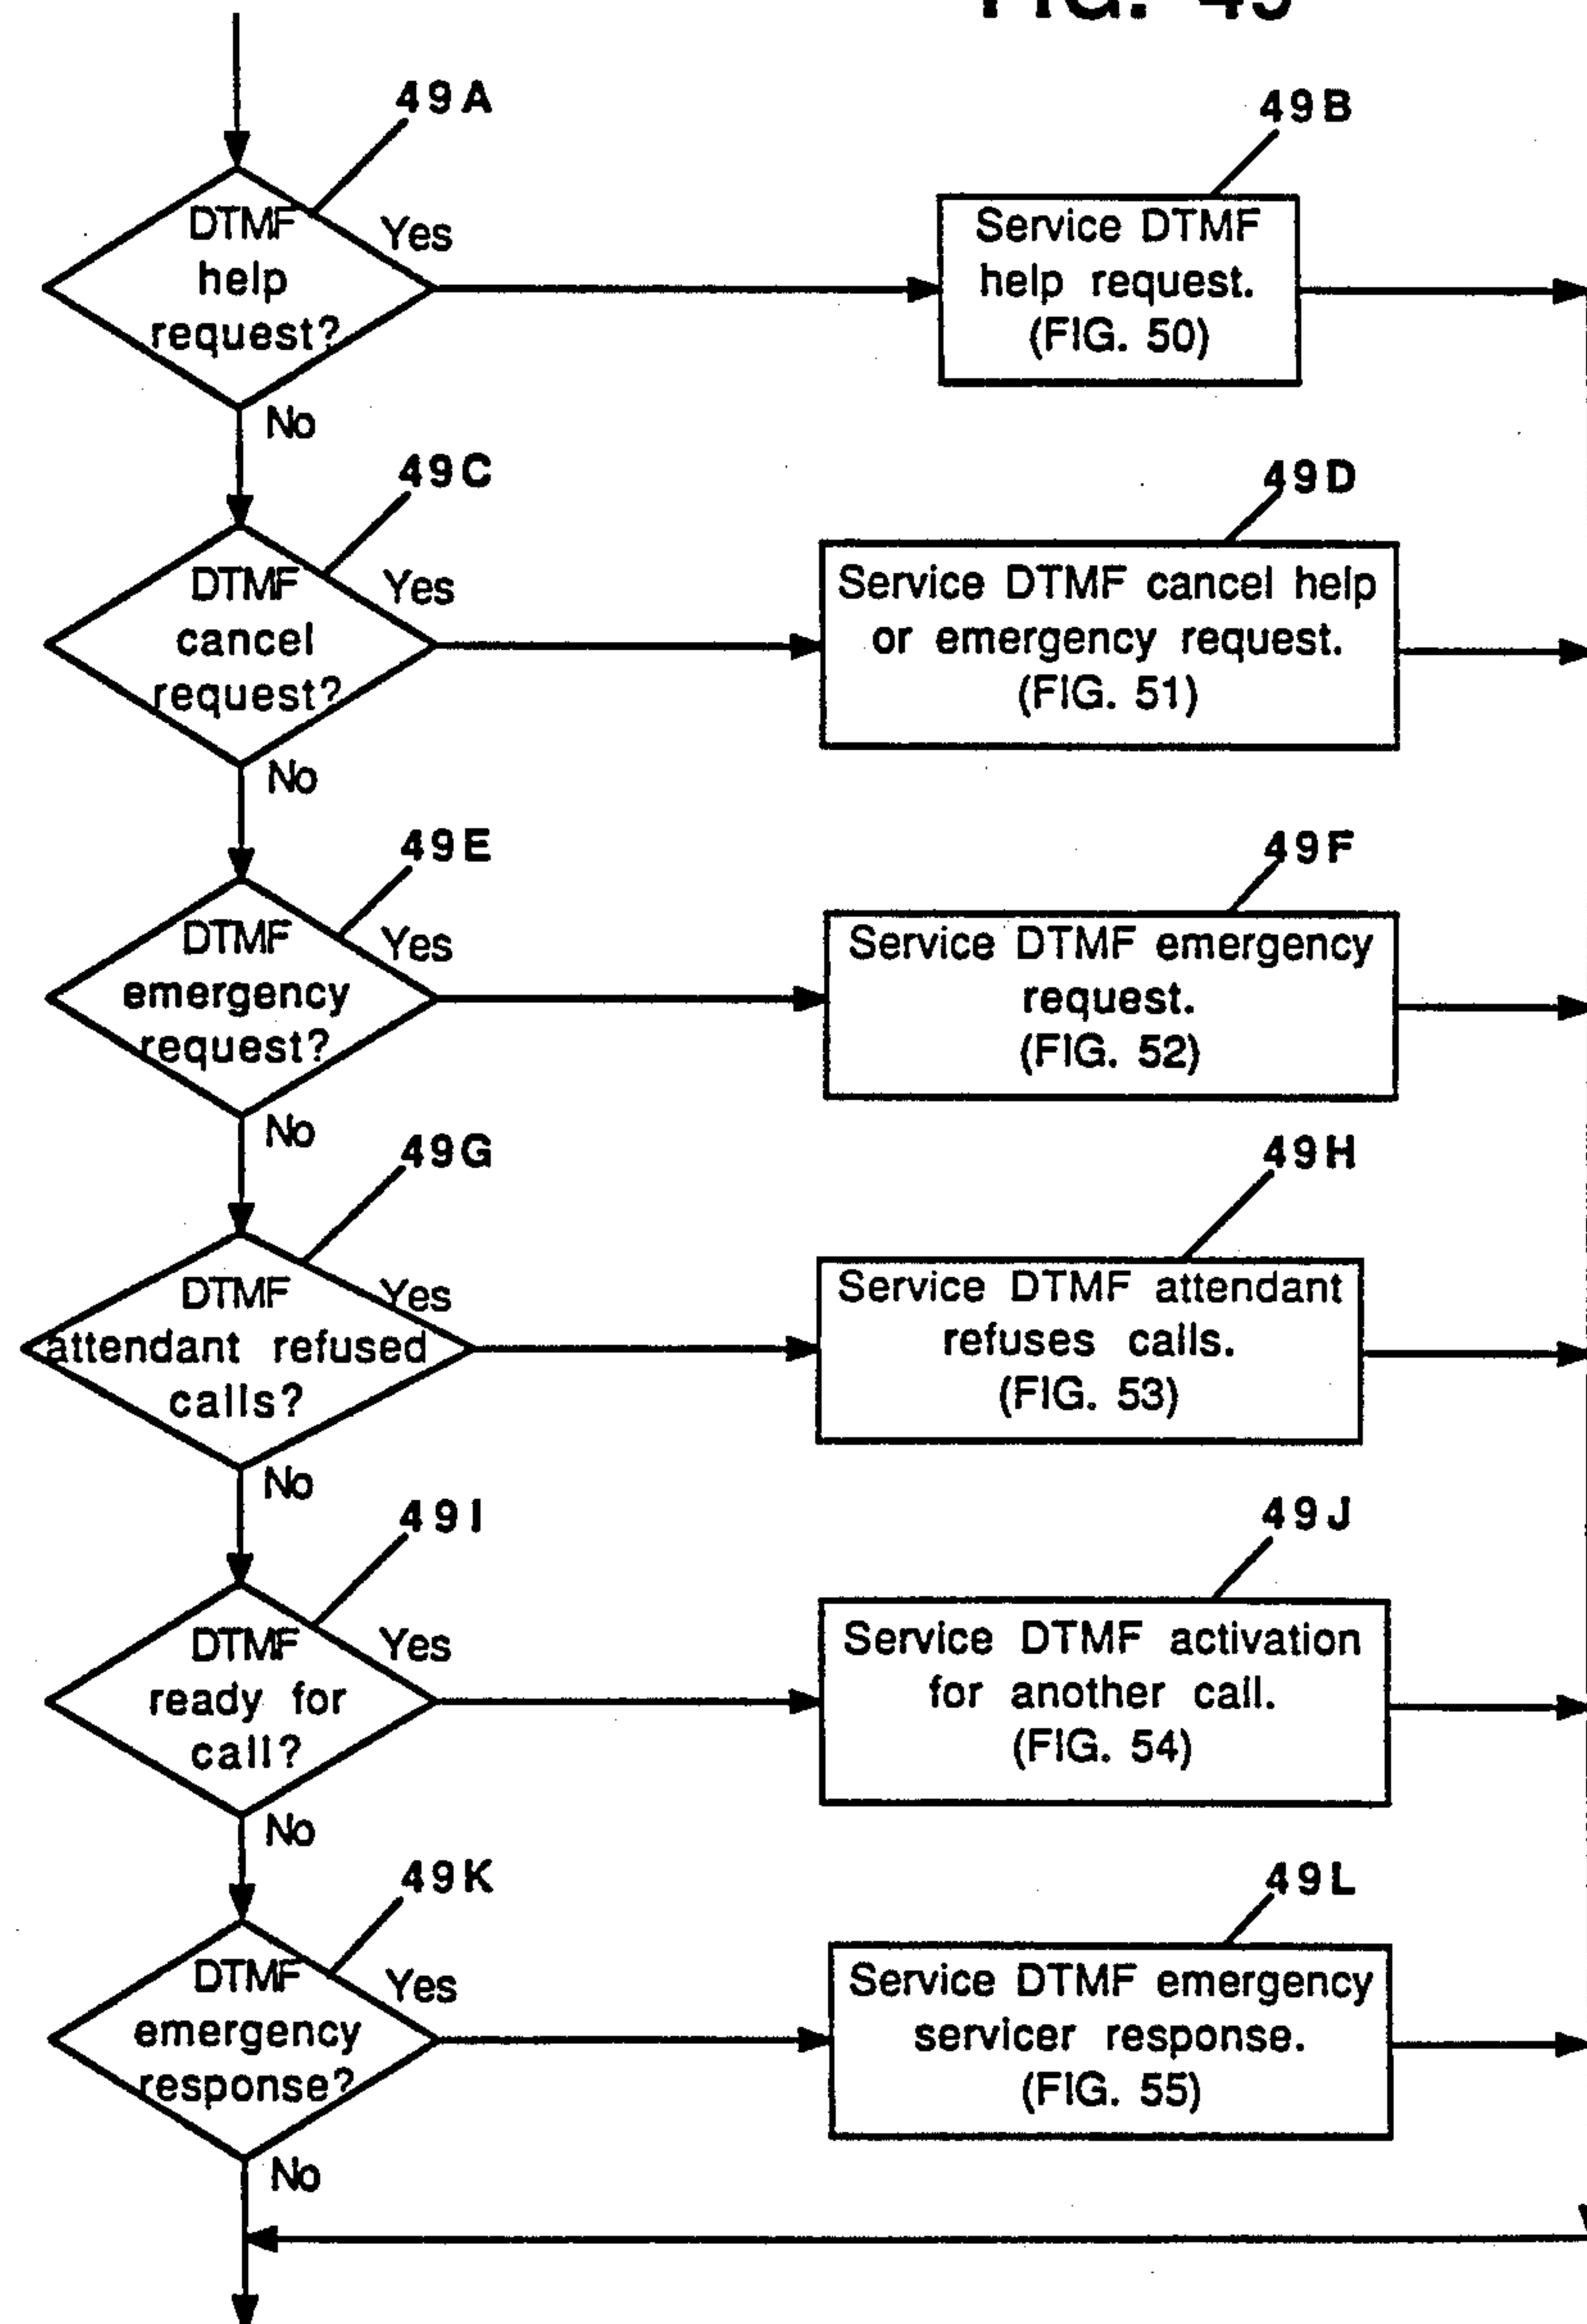 FIG. 49
49A
49B
DTMF
help
request?
Yes
Service DTMF
help request.
(FIG. 50)
No
49C
49D
DTMF
cancel
request?
Yes
Service DTMF cancel help
or emergency request.
(FIG. 51)
No
49E
49F
DTMF
emergency
request?
Yes
Service DTMF emergency
request.
(FIG. 52)
No
49G
49H
DTMF
attendant refused
calls?
Yes
Service DTMF attendant
refuses calls.
(FIG. 53)
No
49I
49J
DTMF
ready for
call?
Yes
Service DTMF activation
for another call.
(FIG. 54)
No
49K
49L
DTMF
emergency
response?
Yes
Service DTMF emergency
servicer response.
(FIG. 55)
No